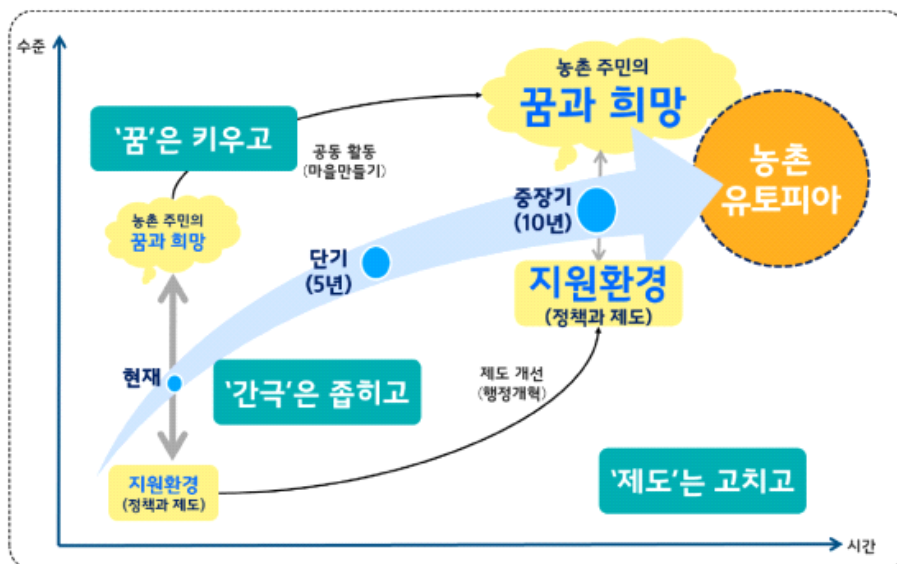 수준
농촌 주민의
꿈과 희망
'꿈'은 키우고
공동 활동
(마을만들기)
농촌
유토피아
중장기
(10년)
농촌 주민의
꿈과 희망
단기
(5년)
지원환경
(정책과 제도)
현재
'간극'은 좁히고
제도 개선
(행정개혁)
지원환경
(정책과 제도)
'제도'는 고치고
시간